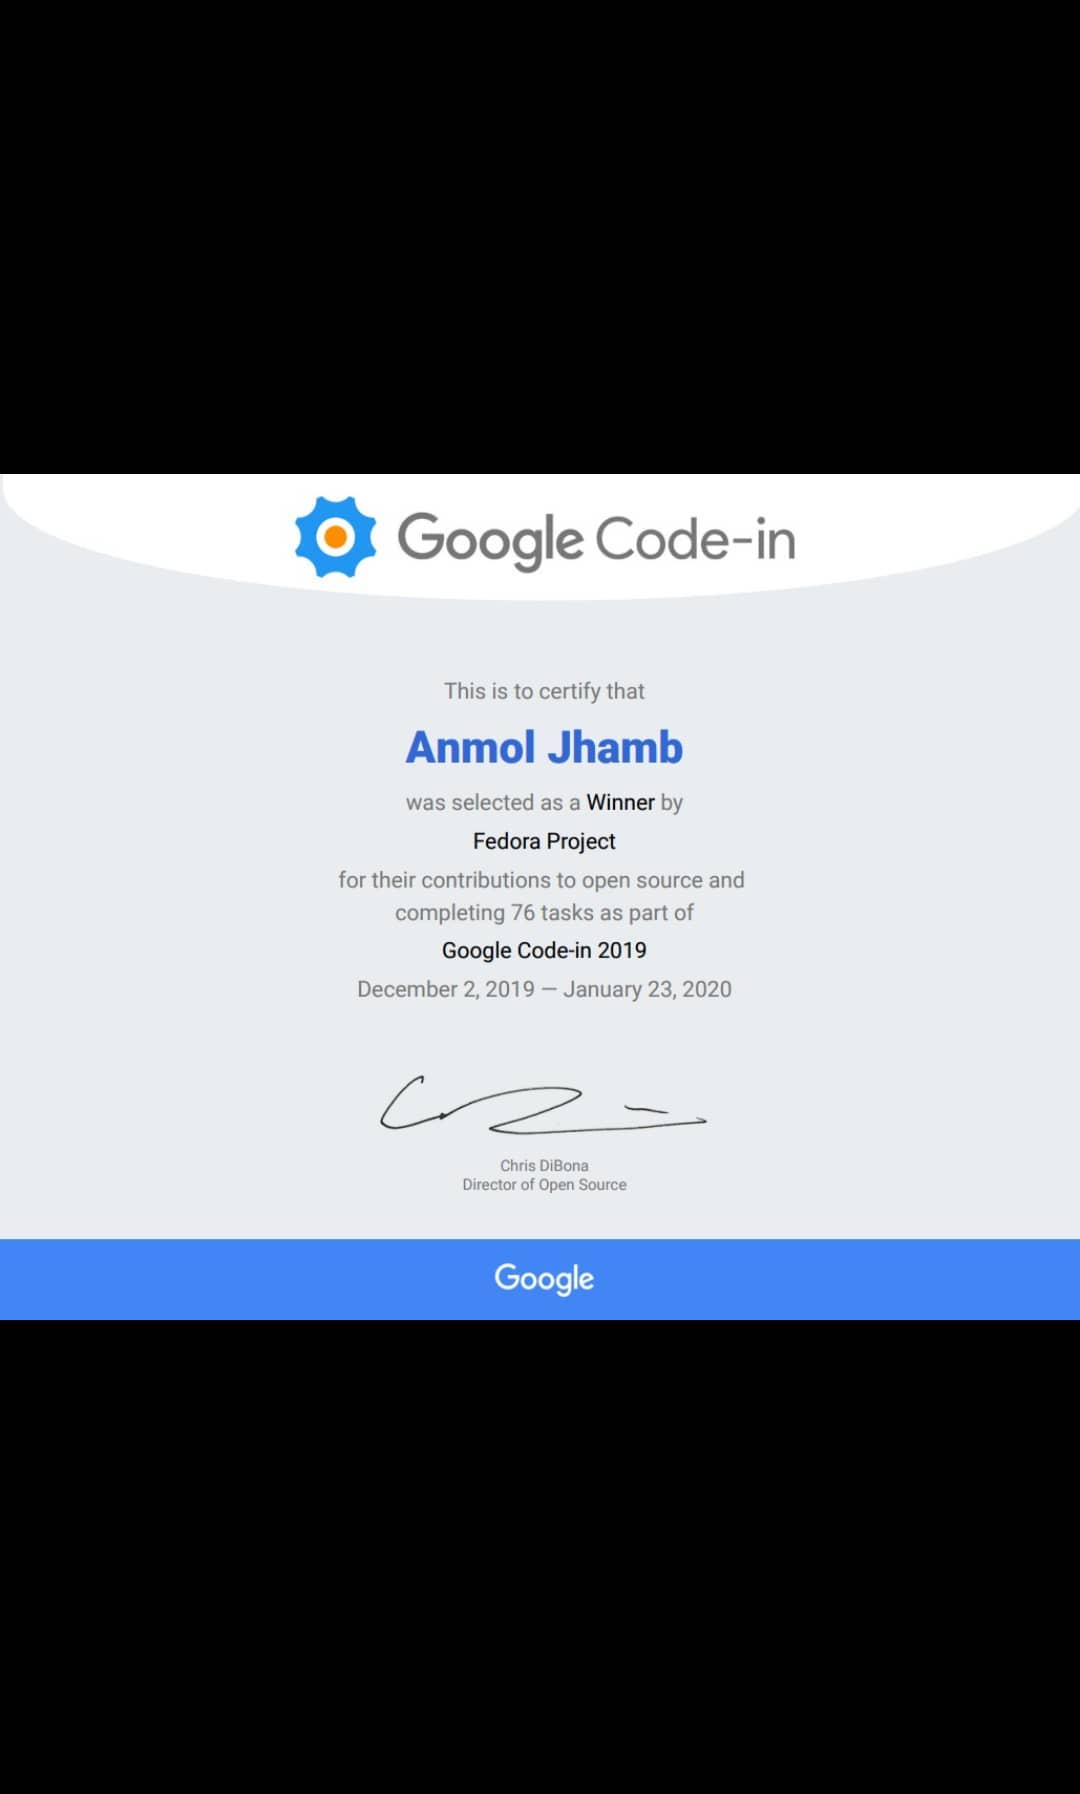 Google Code-in
This is to certify that
Anmol Jhamb
was selected as a Winner by
Fedora Project
for their contributions to open source and
completing 76 tasks as part of
Google Code-in 2019
December 2, 2019 — January 23, 2020
Chris DiBona
Director of Open Source
Google